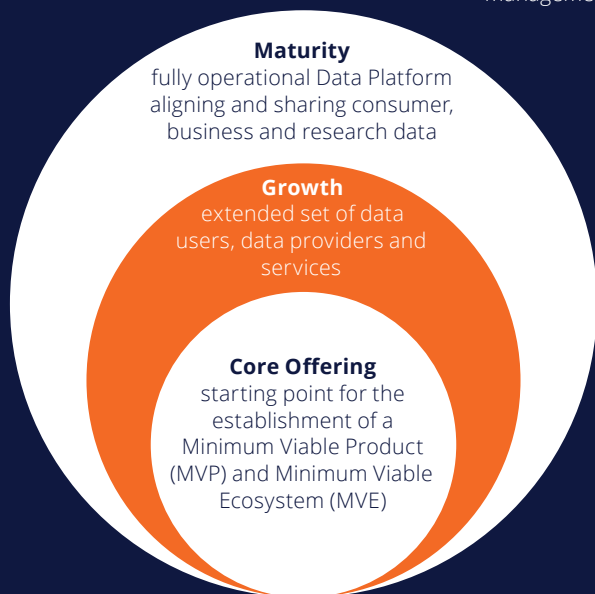 Maturity
fully operational Data Platform
aligning and sharing consumer,
business and research data
Growth
extended set of data
users, data providers and
services
Core Offering
starting point for the
establishment of a
Minimum Viable Product
(MVP) and Minimum Viable
Ecosystem (MVE)